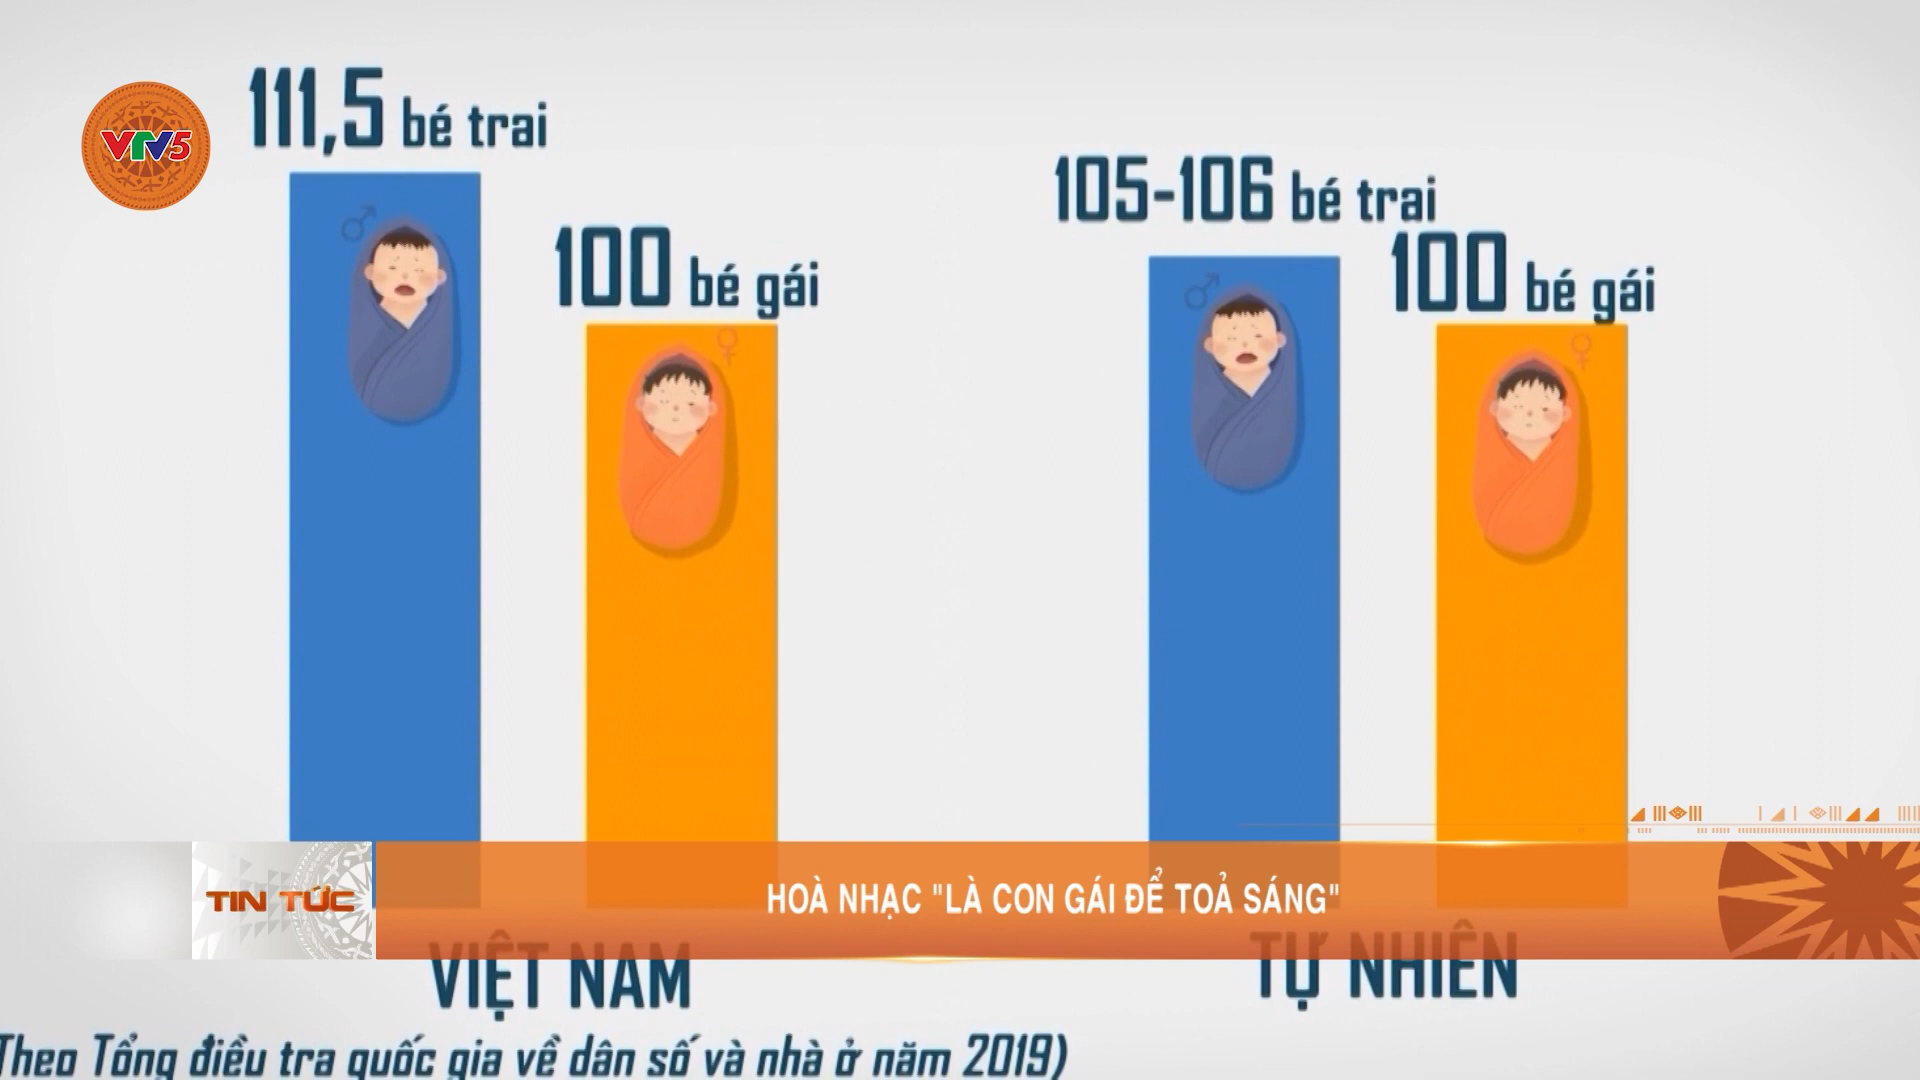 VTV5
111,5 bé trai
100 bé gái
105-106 bé trai
100 bé gái
TIN TỨC
HOÀ NHẠC "LÀ CON GÁI ĐỂ TOẢ SÁNG"
VIỆT NAM
TỰ NHIÊN
Theo Tổng điều tra quốc gia về dân số và nhà ở năm 2019)